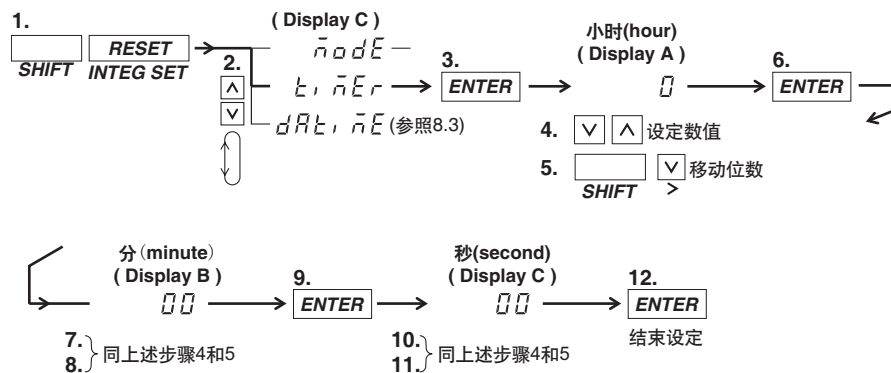 1.
RESET
SHIFT INTEG SET
2.
( Display C )
modE
timEr
dAtimE (参照8.3)
3.
ENTER
小时(hour)
( Display A )
0
4. 设定数值
5. 移动位数
SHIFT >
6.
ENTER
分(minute)
( Display B )
00
7.
8. 同上述步骤4和5
9.
ENTER
秒(second)
( Display C )
00
10.
11. 同上述步骤4和5
12.
ENTER
结束设定